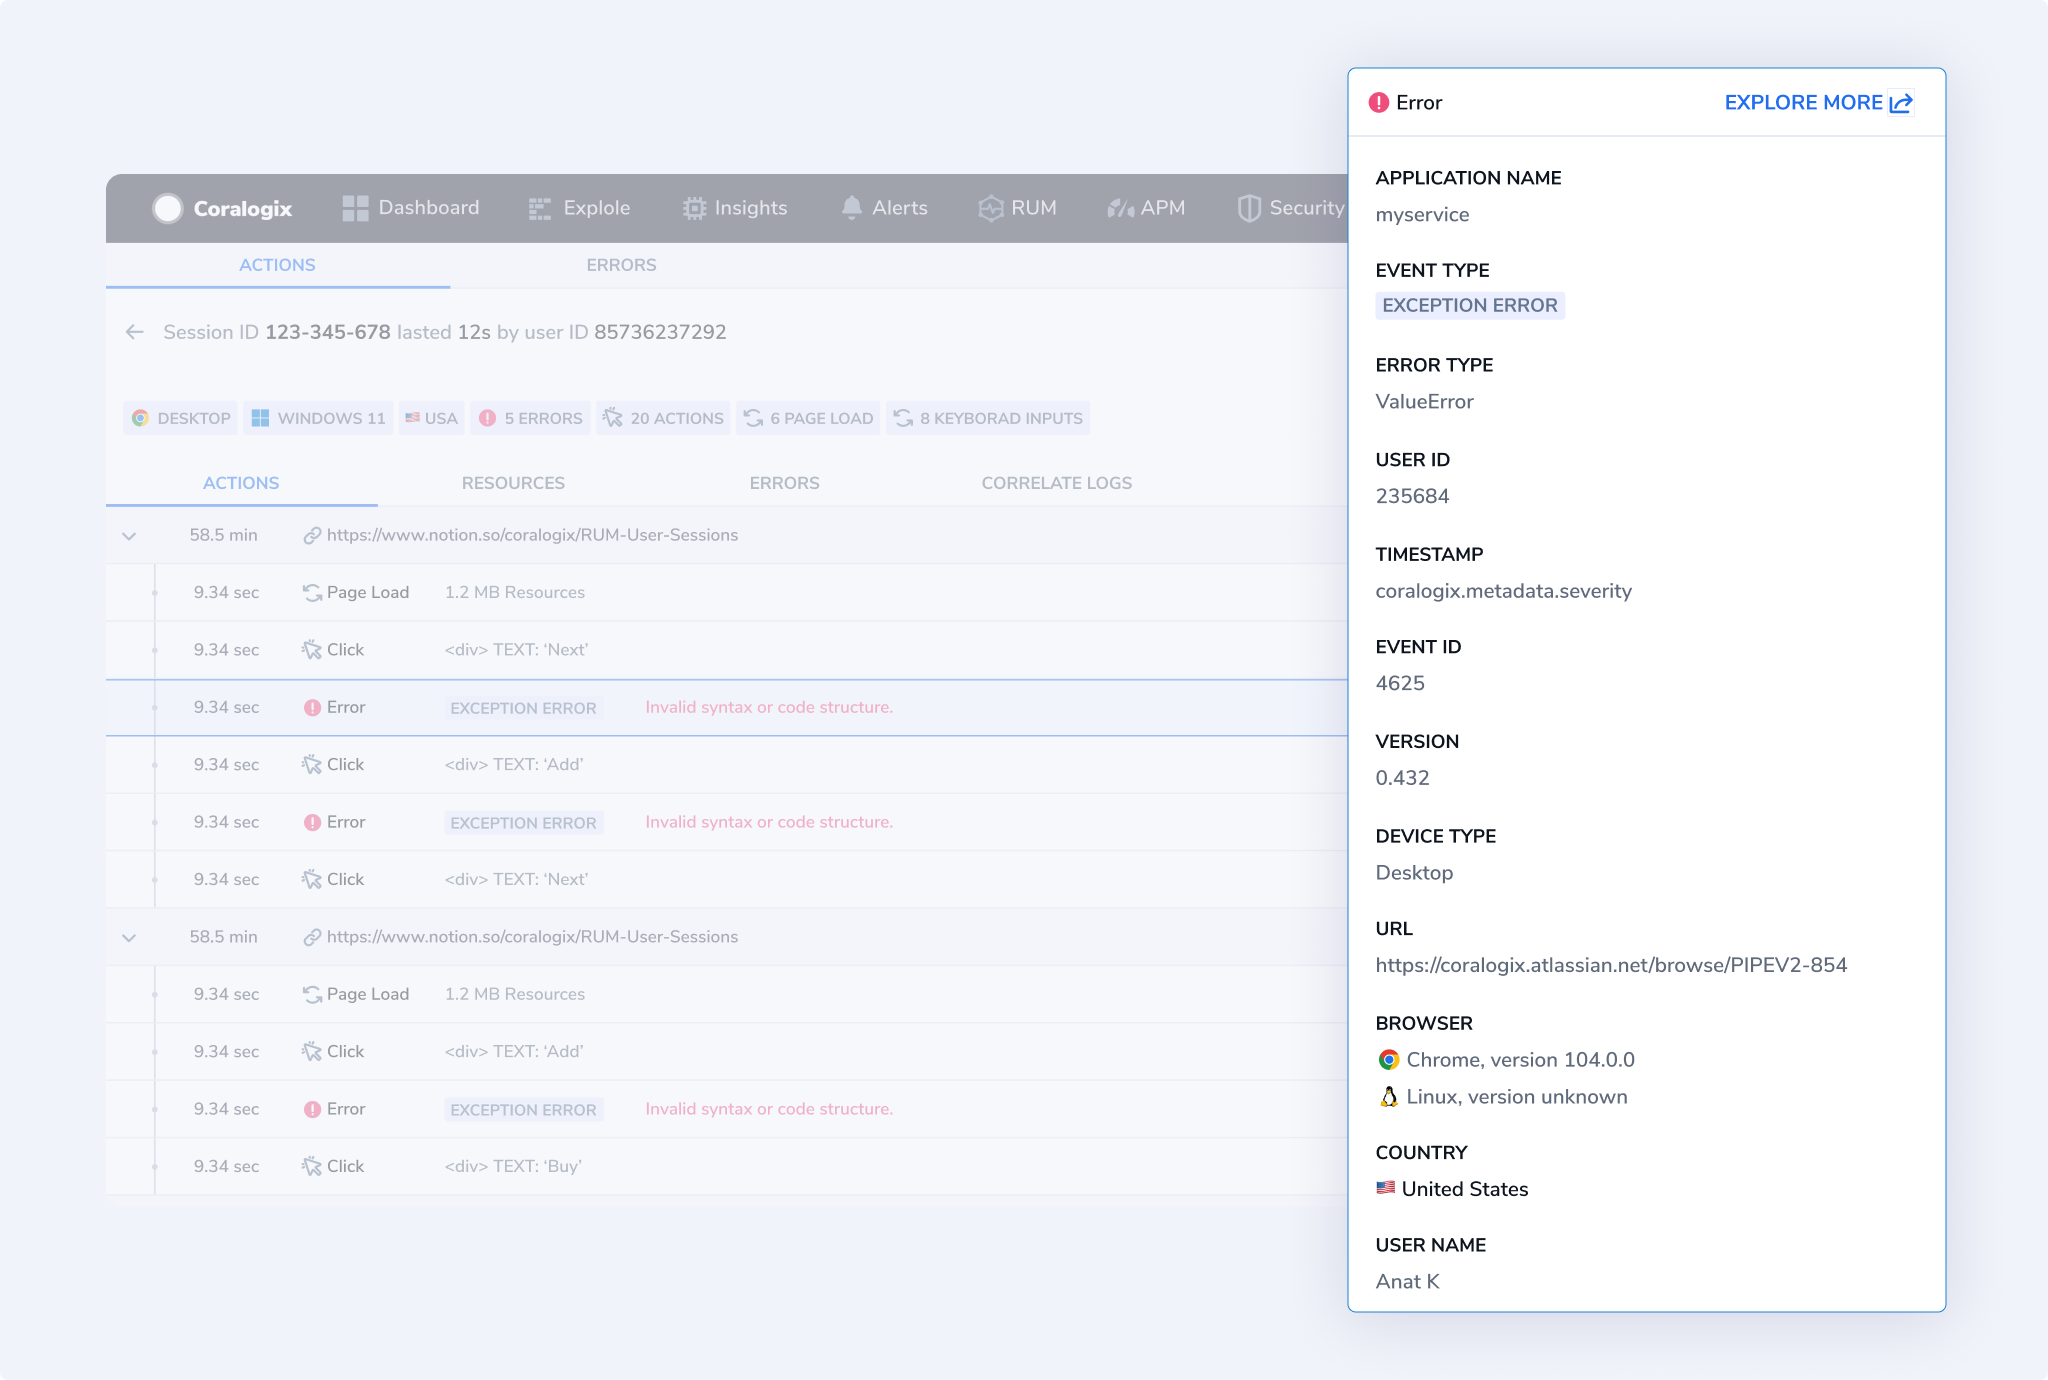 Coralogix Dashboard Explole Insights Alerts RUM APM Security
ACTIONS ERRORS
Session ID 123-345-678 lasted 12s by user ID 85736237292
DESKTOP WINDOWS 11 USA 5 ERRORS 20 ACTIONS 6 PAGE LOAD 8 KEYBORAD INPUTS
ACTIONS RESOURCES ERRORS CORRELATE LOGS
58.5 min https://www.notion.so/coralogix/RUM-User-Sessions
9.34 sec Page Load 1.2 MB Resources
9.34 sec Click <div> TEXT: ‘Next’
9.34 sec Error EXCEPTION ERROR Invalid syntax or code structure.
9.34 sec Click <div> TEXT: ‘Add’
9.34 sec Error EXCEPTION ERROR Invalid syntax or code structure.
9.34 sec Click <div> TEXT: ‘Next’
58.5 min https://www.notion.so/coralogix/RUM-User-Sessions
9.34 sec Page Load 1.2 MB Resources
9.34 sec Click <div> TEXT: ‘Add’
9.34 sec Error EXCEPTION ERROR Invalid syntax or code structure.
9.34 sec Click <div> TEXT: ‘Buy’
Error EXPLORE MORE
APPLICATION NAME
myservice
EVENT TYPE
EXCEPTION ERROR
ERROR TYPE
ValueError
USER ID
235684
TIMESTAMP
coralogix.metadata.severity
EVENT ID
4625
VERSION
0.432
DEVICE TYPE
Desktop
URL
https://coralogix.atlassian.net/browse/PIPEV2-854
BROWSER
Chrome, version 104.0.0
Linux, version unknown
COUNTRY
United States
USER NAME
Anat K